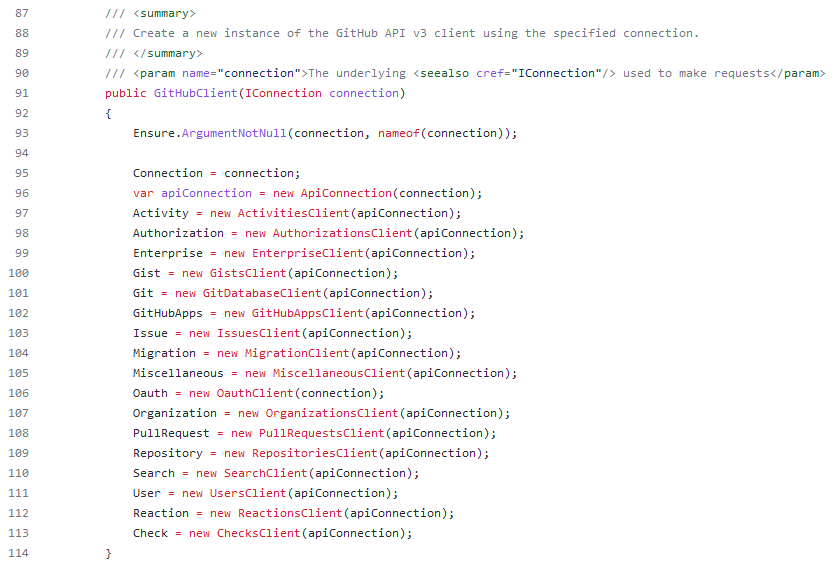 87 /// <summary>
88 /// Create a new instance of the GitHub API v3 client using the specified connection.
89 /// </summary>
90 /// <param name="connection">The underlying <seealso cref="IConnection"/> used to make requests</param>
91 public GitHubClient(IConnection connection)
92 {
93 Ensure.ArgumentNotNull(connection, nameof(connection));
94
95 Connection = connection;
96 var apiConnection = new ApiConnection(connection);
97 Activity = new ActivitiesClient(apiConnection);
98 Authorization = new AuthorizationsClient(apiConnection);
99 Enterprise = new EnterpriseClient(apiConnection);
100 Gist = new GistsClient(apiConnection);
101 Git = new GitDatabaseClient(apiConnection);
102 GitHubApps = new GitHubAppsClient(apiConnection);
103 Issue = new IssuesClient(apiConnection);
104 Migration = new MigrationClient(apiConnection);
105 Miscellaneous = new MiscellaneousClient(apiConnection);
106 Oauth = new OauthClient(connection);
107 Organization = new OrganizationsClient(apiConnection);
108 PullRequest = new PullRequestsClient(apiConnection);
109 Repository = new RepositoriesClient(apiConnection);
110 Search = new SearchClient(apiConnection);
111 User = new UsersClient(apiConnection);
112 Reaction = new ReactionsClient(apiConnection);
113 Check = new ChecksClient(apiConnection);
114 }